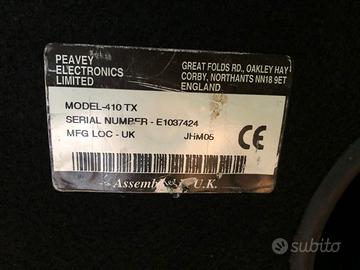 PEAVEY
ELECTRONICS
LIMITED
GREAT FOLDS RD., OAKLEY HAY
CORBY, NORTHANTS NN18 9ET
ENGLAND
MODEL-410 TX
SERIAL NUMBER - E1037424
MFG LOC - UK
JHM05
CE
U.K.
subito